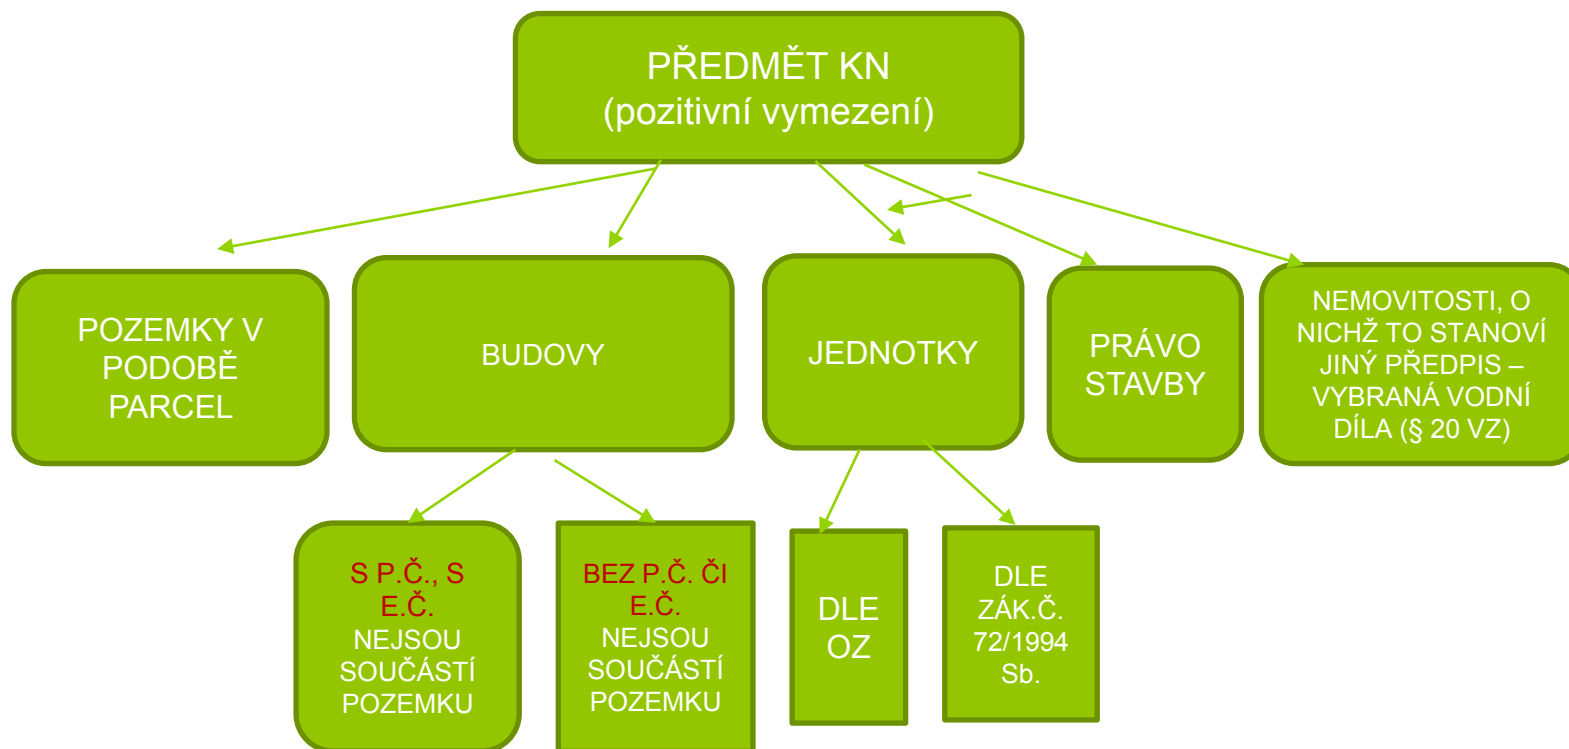 PŘEDMĚT KN
(pozitivní vymezení)
POZEMKY V
PODOBĚ
PARCEL
BUDOVY
JEDNOTKY
PRÁVO
STAVBY
NEMOVITOSTI, O
NICHŽ TO STANOVÍ
JINÝ PŘEDPIS –
VYBRANÁ VODNÍ
DÍLA (§ 20 VZ)
S P.Č., S
E.Č.
NEJSOU
SOUČÁSTÍ
POZEMKU
BEZ P.Č. ČI
E.Č.
NEJSOU
SOUČÁSTÍ
POZEMKU
DLE
OZ
DLE
ZÁK.Č.
72/1994
Sb.